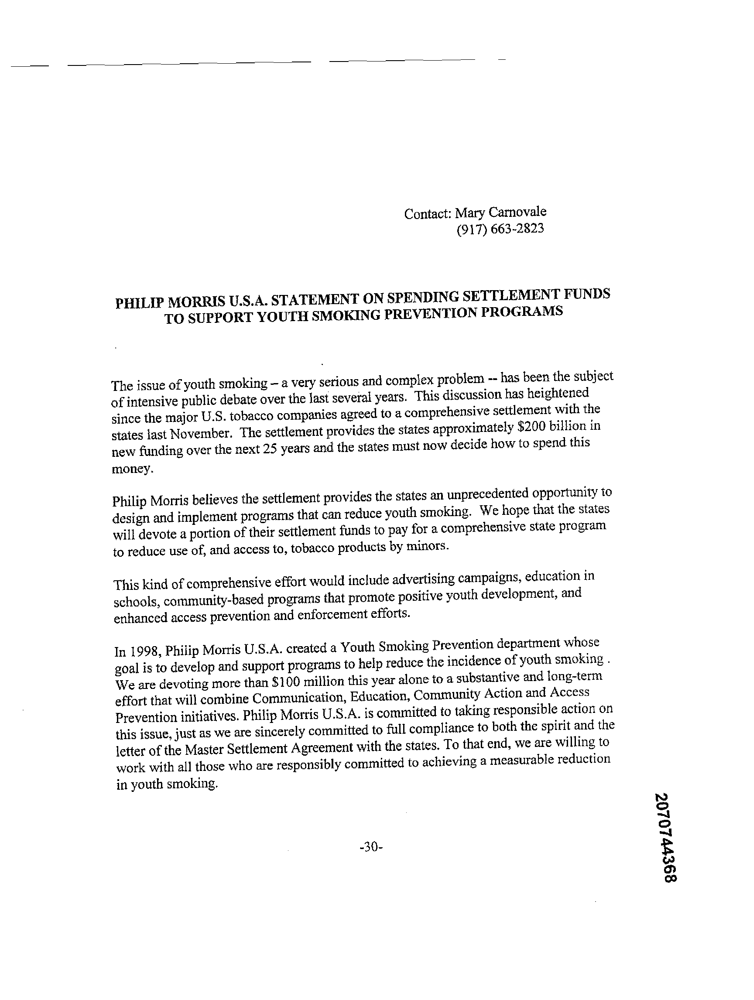 Contact: Mary Carnovale
(917) 663-2823
PHILIP MORRIS U.S.A. STATEMENT ON SPENDING SETTLEMENT FUNDS
TO SUPPORT YOUTH SMOKING PREVENTION PROGRAMS
The issue of youth smoking – a very serious and complex problem -- has been the subject
of intensive public debate over the last several years.  This discussion has heightened
since the major U.S. tobacco companies agreed to a comprehensive settlement with the
states last November.  The settlement provides the states approximately $200 billion in
new funding over the next 25 years and the states must now decide how to spend this
money.
Philip Morris believes the settlement provides the states an unprecedented opportunity to
design and implement programs that can reduce youth smoking.  We hope that the states
will devote a portion of their settlement funds to pay for a comprehensive state program
to reduce use of, and access to, tobacco products by minors.
This kind of comprehensive effort would include advertising campaigns, education in
schools, community-based programs that promote positive youth development, and
enhanced access prevention and enforcement efforts.
In 1998, Philip Morris U.S.A. created a Youth Smoking Prevention department whose
goal is to develop and support programs to help reduce the incidence of youth smoking .
We are devoting more than $100 million this year alone to a substantive and long-term
effort that will combine Communication, Education, Community Action and Access
Prevention initiatives. Philip Morris U.S.A. is committed to taking responsible action on
this issue, just as we are sincerely committed to full compliance to both the spirit and the
letter of the Master Settlement Agreement with the states. To that end, we are willing to
work with all those who are responsibly committed to achieving a measurable reduction
in youth smoking.
-30-
2070744368